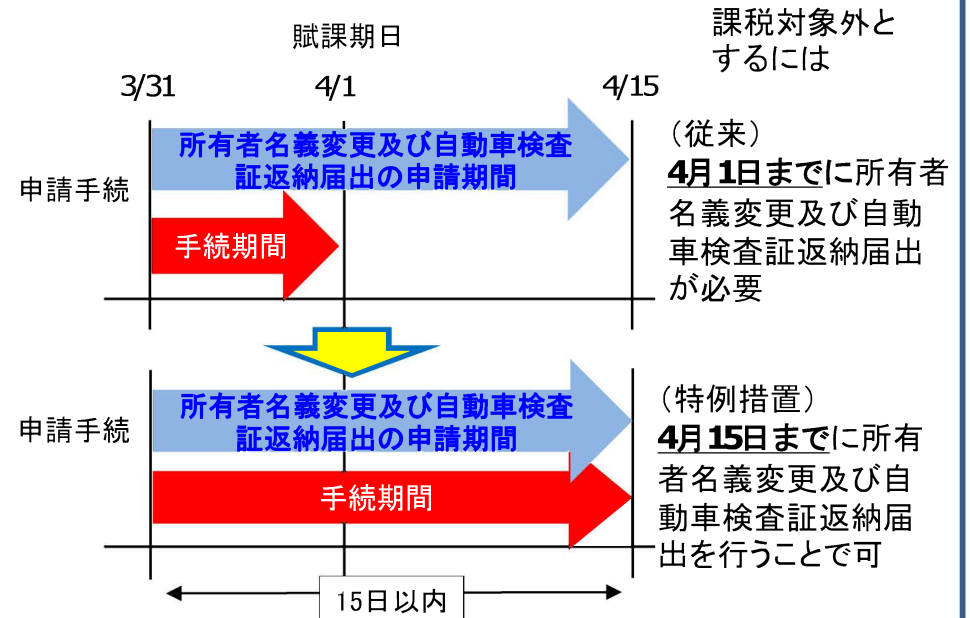 賦課期日
課税対象外と
するには
3/31
4/1
4/15
所有者名義変更及び自動車検査
証返納届出の申請期間
申請手続
手続期間
（従来）
4月1日までに所有者
名義変更及び自動
車検査証返納届出
が必要
所有者名義変更及び自動車検査
証返納届出の申請期間
申請手続
手続期間
（特例措置）
4月15日までに所有
者名義変更及び自
動車検査証返納届
出を行うことで可
15日以内